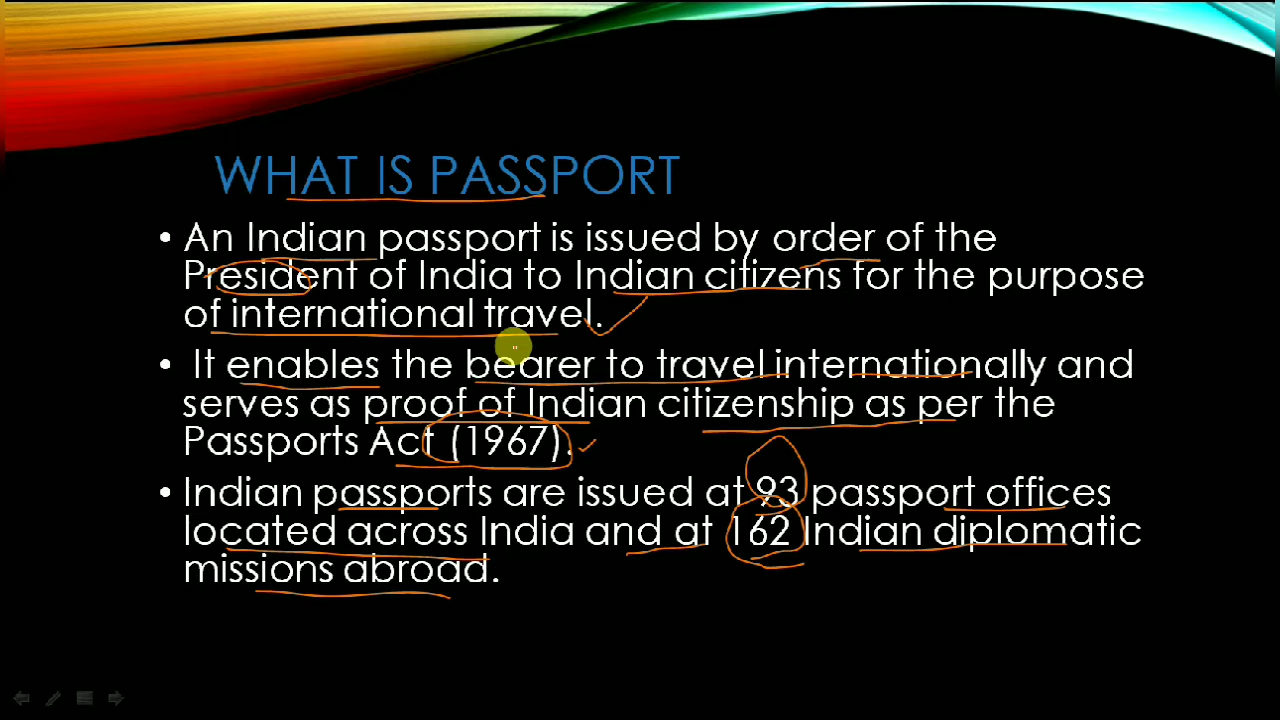 WHAT IS PASSPORT
• An Indian passport is issued by order of the
President of India to Indian citizens for the purpose
of international travel.
• It enables the bearer to travel internationally and
serves as proof of Indian citizenship as per the
Passports Act (1967).
• Indian passports are issued at 93 passport offices
located across India and at 162 Indian diplomatic
missions abroad.